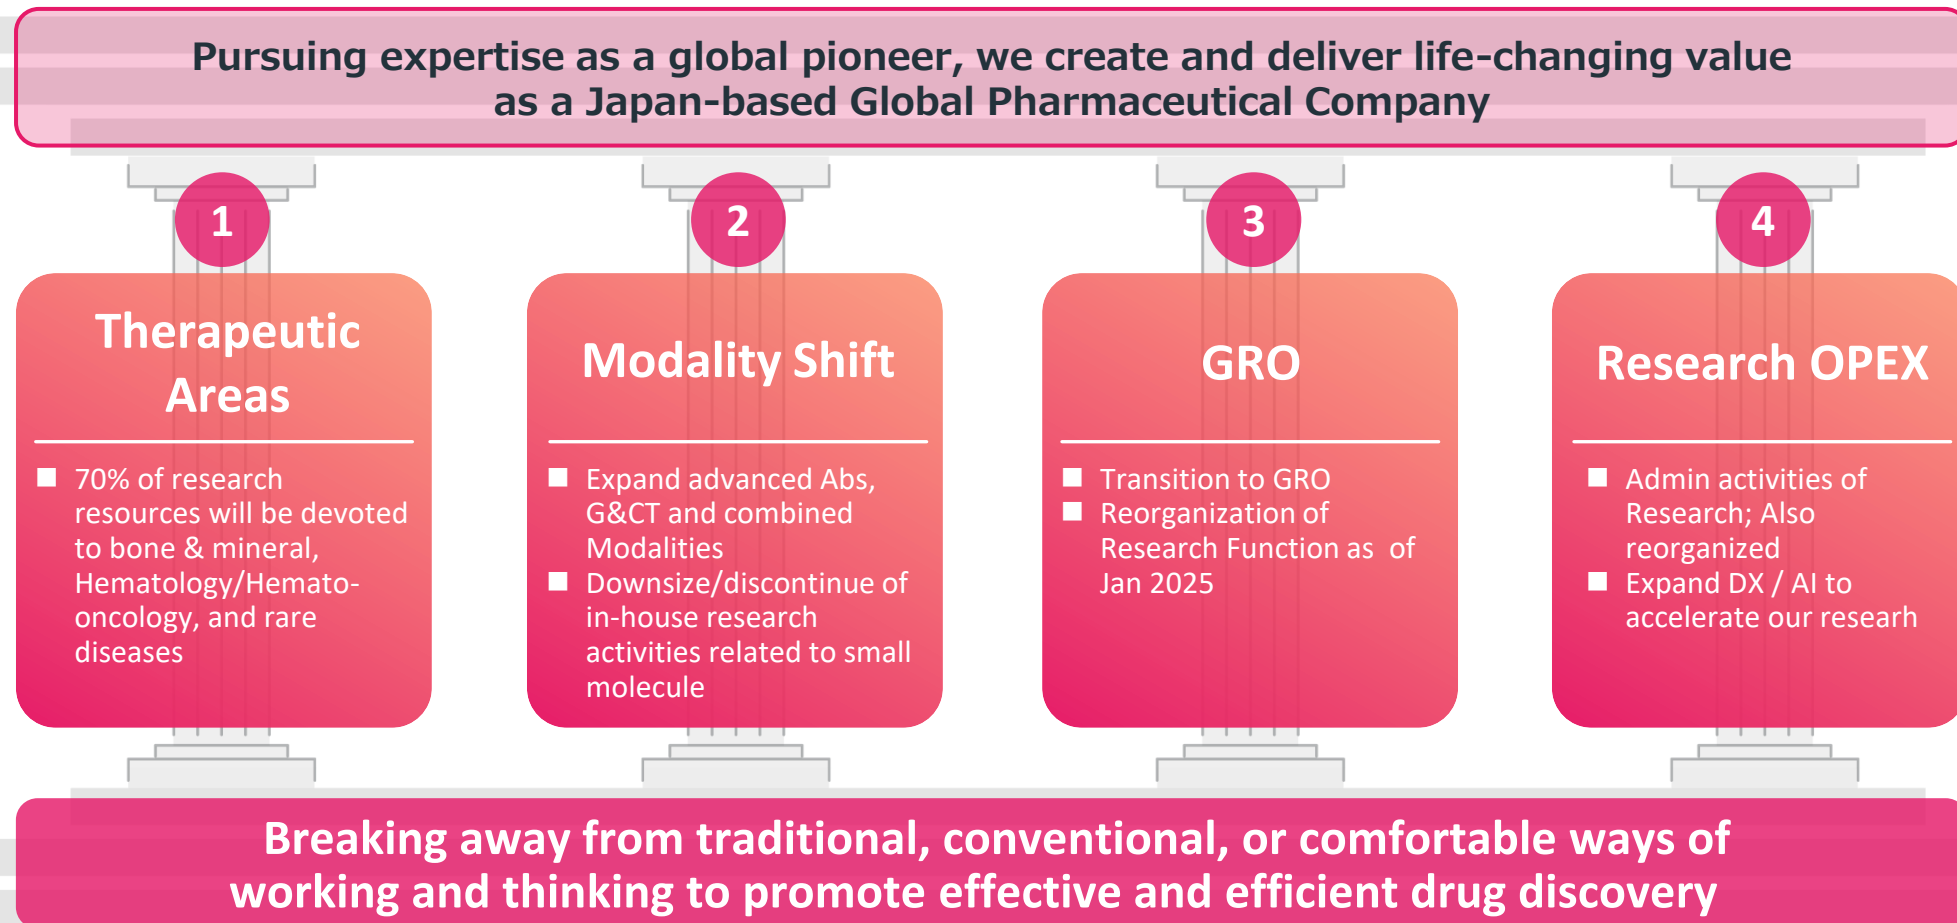 Pursuing expertise as a global pioneer, we create and deliver life-changing value
as a Japan-based Global Pharmaceutical Company
1
Therapeutic
Areas
■ 70% of research
resources will be devoted
to bone & mineral,
Hematology/Hemato-
oncology, and rare
diseases
2
Modality Shift
■ Expand advanced Abs,
G&CT and combined
Modalities
■ Downsize/discontinue of
in-house research
activities related to small
molecule
3
GRO
■ Transition to GRO
■ Reorganization of
Research Function as of
Jan 2025
4
Research OPEX
■ Admin activities of
Research; Also
reorganized
■ Expand DX / AI to
accelerate our researh
Breaking away from traditional, conventional, or comfortable ways of
working and thinking to promote effective and efficient drug discovery